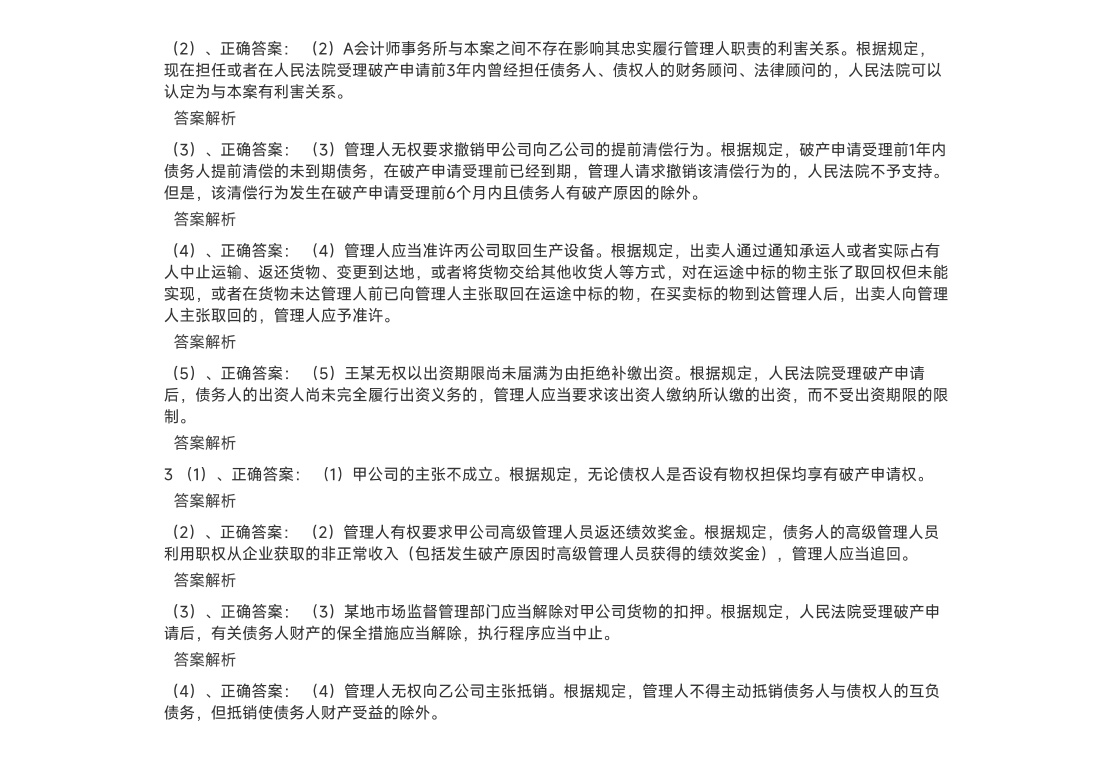 （2）、正确答案： （2）A会计师事务所与本案之间不存在影响其忠实履行管理人职责的利害关系。根据规定，
现在担任或者在人民法院受理破产申请前3年内曾经担任债务人、债权人的财务顾问、法律顾问的，人民法院可以
认定为与本案有利害关系。
答案解析
（3）、正确答案： （3）管理人无权要求撤销甲公司向乙公司的提前清偿行为。根据规定，破产申请受理前1年内
债务人提前清偿的未到期债务，在破产申请受理前已经到期，管理人请求撤销该清偿行为的，人民法院不予支持。
但是，该清偿行为发生在破产申请受理前6个月内且债务人有破产原因的除外。
答案解析
（4）、正确答案： （4）管理人应当准许丙公司取回生产设备。根据规定，出卖人通过通知承运人或者实际占有
人中止运输、返还货物、变更到达地，或者将货物交给其他收货人等方式，对在运途中标的物主张了取回权但未能
实现，或者在货物未达管理人前已向管理人主张取回在运途中标的物，在买卖标的物到达管理人后，出卖人向管理
人主张取回的，管理人应予准许。
答案解析
（5）、正确答案： （5）王某无权以出资期限尚未届满为由拒绝补缴出资。根据规定，人民法院受理破产申请
后，债务人的出资人尚未完全履行出资义务的，管理人应当要求该出资人缴纳所认缴的出资，而不受出资期限的限
制。
答案解析
3 （1）、正确答案： （1）甲公司的主张不成立。根据规定，无论债权人是否设有物权担保均享有破产申请权。
答案解析
（2）、正确答案： （2）管理人有权要求甲公司高级管理人员返还绩效奖金。根据规定，债务人的高级管理人员
利用职权从企业获取的非正常收入（包括发生破产原因时高级管理人员获得的绩效奖金），管理人应当追回。
答案解析
（3）、正确答案： （3）某地市场监督管理部门应当解除对甲公司货物的扣押。根据规定，人民法院受理破产申
请后，有关债务人财产的保全措施应当解除，执行程序应当中止。
答案解析
（4）、正确答案： （4）管理人无权向乙公司主张抵销。根据规定，管理人不得主动抵销债务人与债权人的互负
债务，但抵销使债务人财产受益的除外。